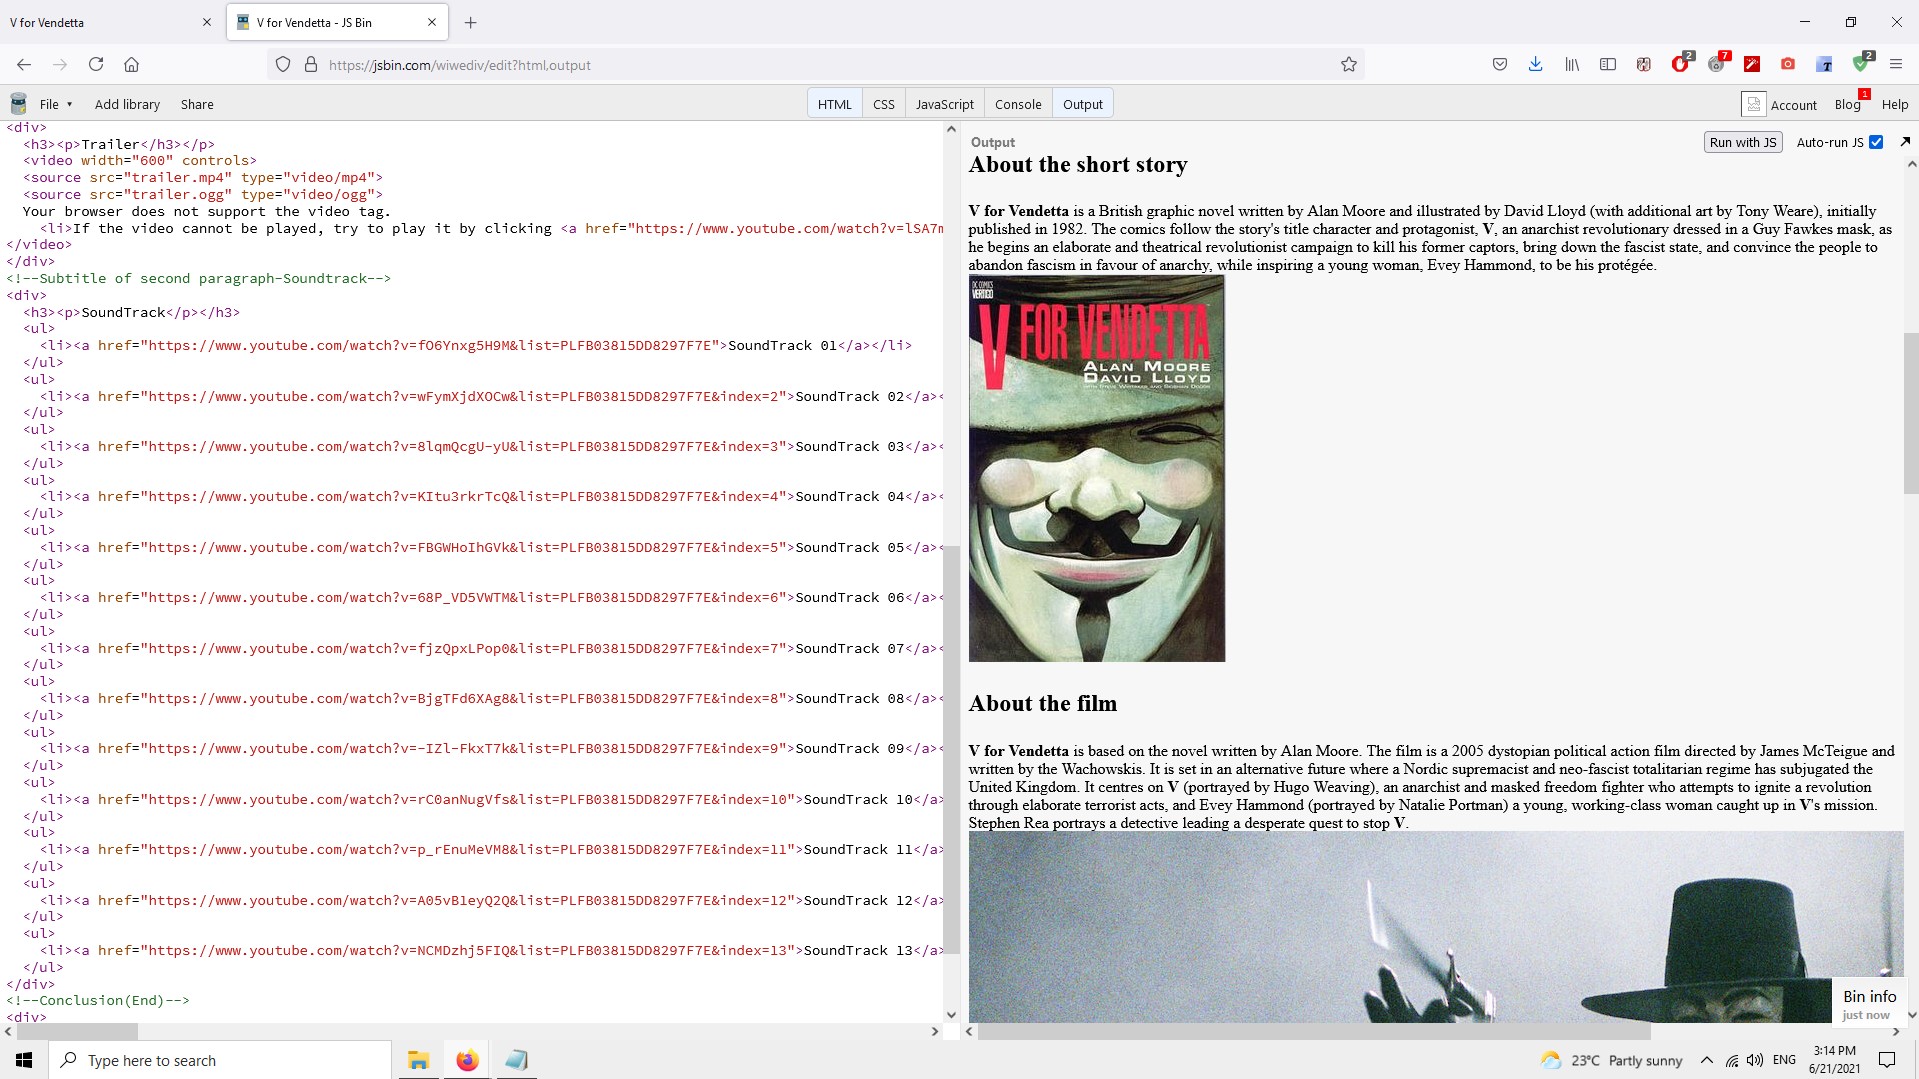 V for Vendetta
V for Vendetta - JS Bin
https://jsbin.com/wiwediv/edit?html,output
2
7
2
File
Add library
Share
HTML
CSS
JavaScript
Console
Output
Account
Blog
1
Help
<div>
<h3><p>Trailer</h3></p>
<video width="600" controls>
<source src="trailer.mp4" type="video/mp4">
<source src="trailer.ogg" type="video/ogg">
Your browser does not support the video tag.
<li>If the video cannot be played, try to play it by clicking <a href="https://www.youtube.com/watch?v=lSA7m
</video>
</div>
<!--Subtitle of second paragraph-Soundtrack-->
<div>
<h3><p>SoundTrack</p></h3>
<ul>
<li><a href="https://www.youtube.com/watch?v=fO6Ynxg5H9M&list=PLFB03815DD8297F7E">SoundTrack 01</a></li>
</ul>
<ul>
<li><a href="https://www.youtube.com/watch?v=wFymXjdXOCw&list=PLFB03815DD8297F7E&index=2">SoundTrack 02</a><
</ul>
<ul>
<li><a href="https://www.youtube.com/watch?v=8lqmQcgU-yU&list=PLFB03815DD8297F7E&index=3">SoundTrack 03</a><
</ul>
<ul>
<li><a href="https://www.youtube.com/watch?v=KItu3rkrTcQ&list=PLFB03815DD8297F7E&index=4">SoundTrack 04</a><
</ul>
<ul>
<li><a href="https://www.youtube.com/watch?v=FBGWHoIhGVk&list=PLFB03815DD8297F7E&index=5">SoundTrack 05</a><
</ul>
<ul>
<li><a href="https://www.youtube.com/watch?v=68P_VD5VWTM&list=PLFB03815DD8297F7E&index=6">SoundTrack 06</a><
</ul>
<ul>
<li><a href="https://www.youtube.com/watch?v=fjzQpxLPop0&list=PLFB03815DD8297F7E&index=7">SoundTrack 07</a><
</ul>
<ul>
<li><a href="https://www.youtube.com/watch?v=BjgTFd6XAg8&list=PLFB03815DD8297F7E&index=8">SoundTrack 08</a><
</ul>
<ul>
<li><a href="https://www.youtube.com/watch?v=-IZl-FkxT7k&list=PLFB03815DD8297F7E&index=9">SoundTrack 09</a><
</ul>
<ul>
<li><a href="https://www.youtube.com/watch?v=rC0anNugVfs&list=PLFB03815DD8297F7E&index=10">SoundTrack 10</a>
</ul>
<ul>
<li><a href="https://www.youtube.com/watch?v=p_rEnuMeVM8&list=PLFB03815DD8297F7E&index=11">SoundTrack 11</a>
</ul>
<ul>
<li><a href="https://www.youtube.com/watch?v=A05vBleyQ2Q&list=PLFB03815DD8297F7E&index=12">SoundTrack 12</a>
</ul>
<ul>
<li><a href="https://www.youtube.com/watch?v=NCMDzhj5FIQ&list=PLFB03815DD8297F7E&index=13">SoundTrack 13</a>
</ul>
</div>
<!--Conclusion(End)-->
<div>
Output
Run with JS
Auto-run JS
About the short story
V for Vendetta is a British graphic novel written by Alan Moore and illustrated by David Lloyd (with additional art by Tony Weare), initially
published in 1982. The comics follow the story's title character and protagonist, V, an anarchist revolutionary dressed in a Guy Fawkes mask, as
he begins an elaborate and theatrical revolutionist campaign to kill his former captors, bring down the fascist state, and convince the people to
abandon fascism in favour of anarchy, while inspiring a young woman, Evey Hammond, to be his protégée.
DC COMICS
VERTIGO
V FOR VENDETTA
ALAN MOORE
DAVID LLOYD
About the film
V for Vendetta is based on the novel written by Alan Moore. The film is a 2005 dystopian political action film directed by James McTeigue and
written by the Wachowskis. It is set in an alternative future where a Nordic supremacist and neo-fascist totalitarian regime has subjugated the
United Kingdom. It centres on V (portrayed by Hugo Weaving), an anarchist and masked freedom fighter who attempts to ignite a revolution
through elaborate terrorist acts, and Evey Hammond (portrayed by Natalie Portman) a young, working-class woman caught up in V's mission.
Stephen Rea portrays a detective leading a desperate quest to stop V.
Bin info
just now
Type here to search
23°C Partly sunny
ENG
3:14 PM
6/21/2021